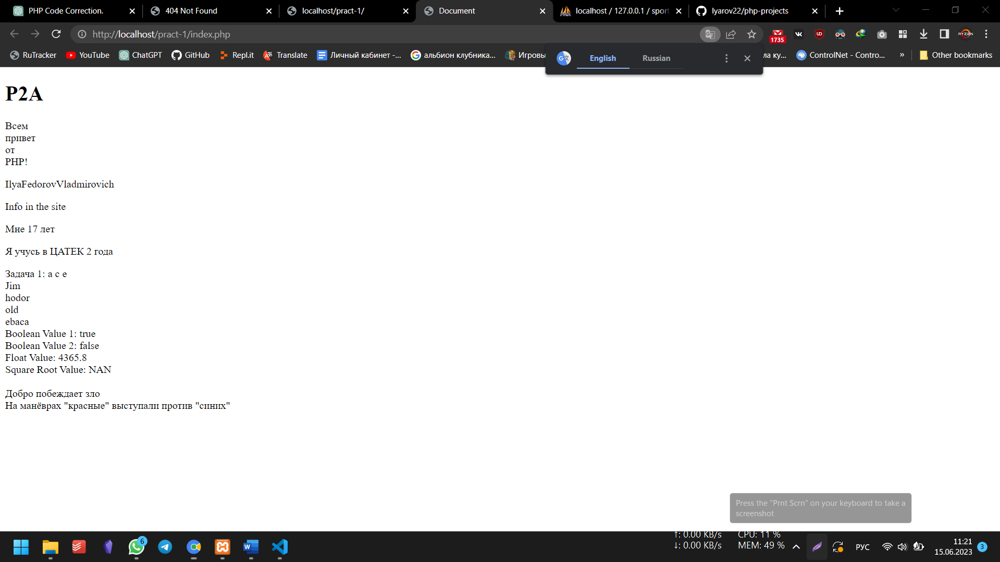 PHP Code Correction.
404 Not Found
localhost/pract-1/
Document
localhost / 127.0.0.1 / sport
lyarov22/php-projects
http://localhost/pract-1/index.php
1735
RYZEN
RuTracker
YouTube
ChatGPT
GitHub
Repl.it
Translate
Личный кабинет -...
альбион клубника...
Игровы
ла ку...
ControlNet - Contro...
»
Other bookmarks
English
Russian
P2A
Всем
привет
от
PHP!
IlyaFedorovVladmirovich
Info in the site
Мне 17 лет
Я учусь в ЦАТЕК 2 года
Задача 1: a c e
Jim
hodor
old
ebaca
Boolean Value 1: true
Boolean Value 2: false
Float Value: 4365.8
Square Root Value: NAN
Добро побеждает зло
На манёврах "красные" выступали против "синих"
Press the "Prnt Scrn" on your keyboard to take a
screenshot
6
↑: 0.00 KB/s
↓: 0.00 KB/s
CPU: 11 %
MEM: 49 %
РУС
11:21
15.06.2023
3